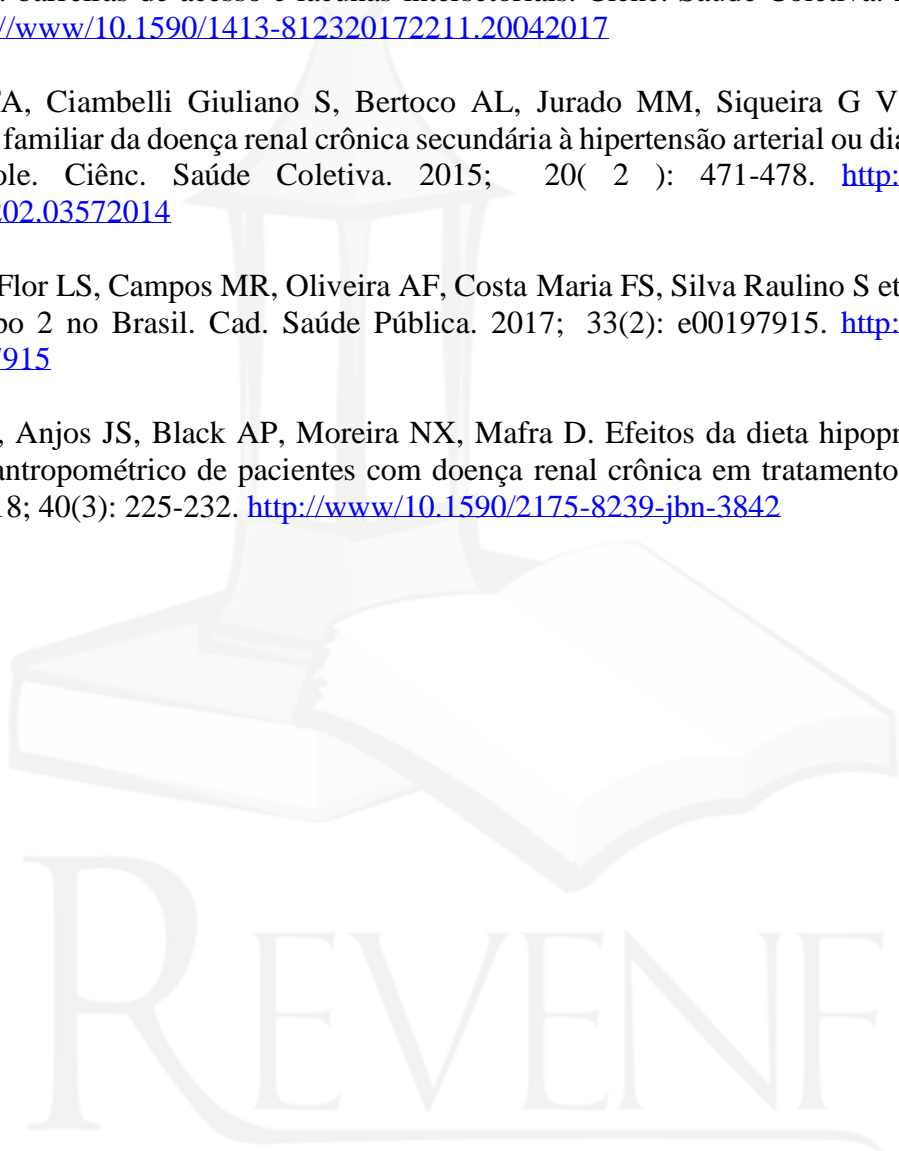 //www/10.1590/1413-812320172211.20042017
A, Ciambelli Giuliano S, Bertoco AL, Jurado MM, Siqueira G V
familiar da doença renal crônica secundária à hipertensão arterial ou dia
ole. Ciênc. Saúde Coletiva. 2015; 20( 2 ): 471-478. http:
202.03572014
Flor LS, Campos MR, Oliveira AF, Costa Maria FS, Silva Raulino S et
po 2 no Brasil. Cad. Saúde Pública. 2017; 33(2): e00197915. http:
7915
, Anjos JS, Black AP, Moreira NX, Mafra D. Efeitos da dieta hipopr
antropométrico de pacientes com doença renal crônica em tratamento
18; 40(3): 225-232. http://www/10.1590/2175-8239-jbn-3842
REVENF